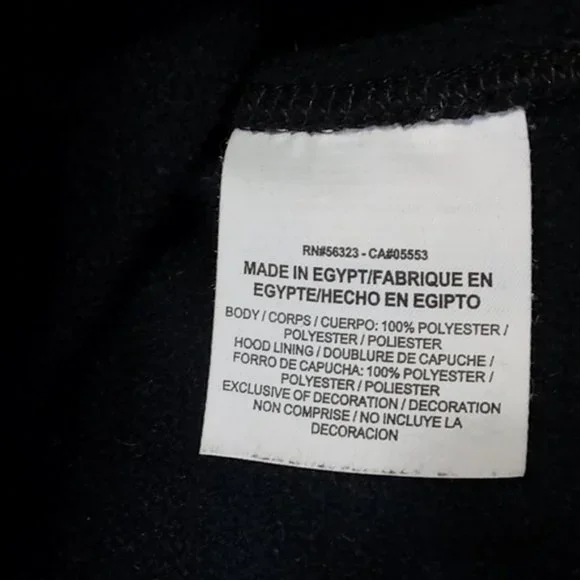 RN#56323 - CA#05553
MADE IN EGYPT/FABRIQUE EN
EGYPTE/HECHO EN EGIPTO
BODY / CORPS / CUERPO: 100% POLYESTER /
POLYESTER / POLIESTER
HOOD LINING / DOUBLURE DE CAPUCHE /
FORRO DE CAPUCHA: 100% POLYESTER /
POLYESTER / POLIESTER
EXCLUSIVE OF DECORATION / DECORATION
NON COMPRISE / NO INCLUYE LA
DECORACION